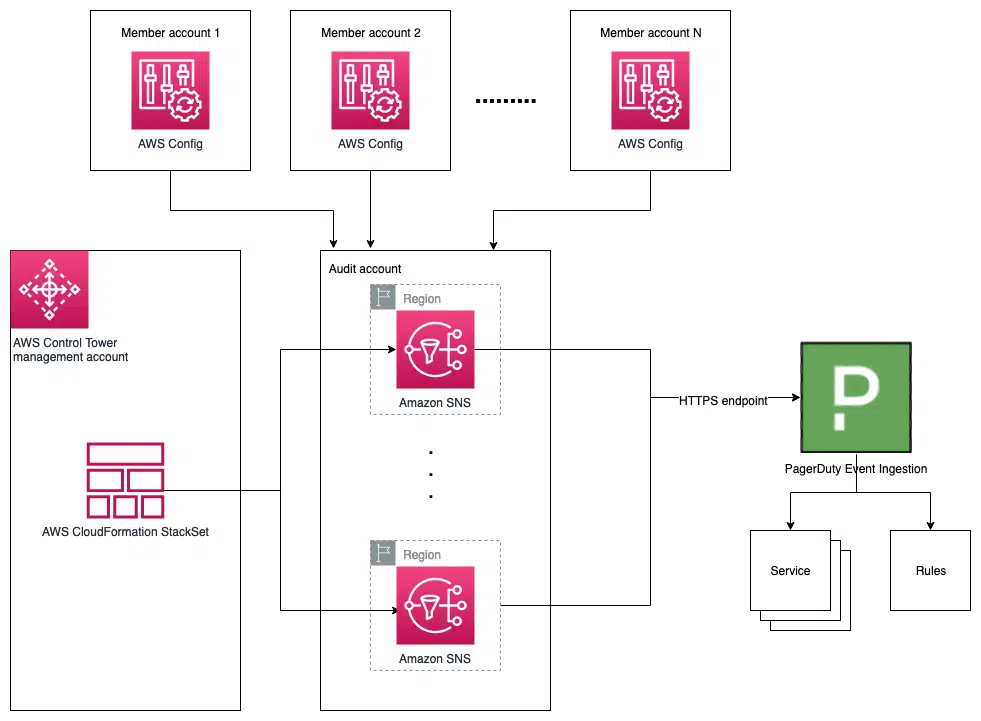 Member account 1
Member account 2
Member account N
AWS Config
AWS Config
AWS Config
Audit account
Region
AWS Control Tower
management account
Amazon SNS
HTTPS endpoint
PagerDuty Event Ingestion
AWS CloudFormation StackSet
Region
Service
Rules
Amazon SNS